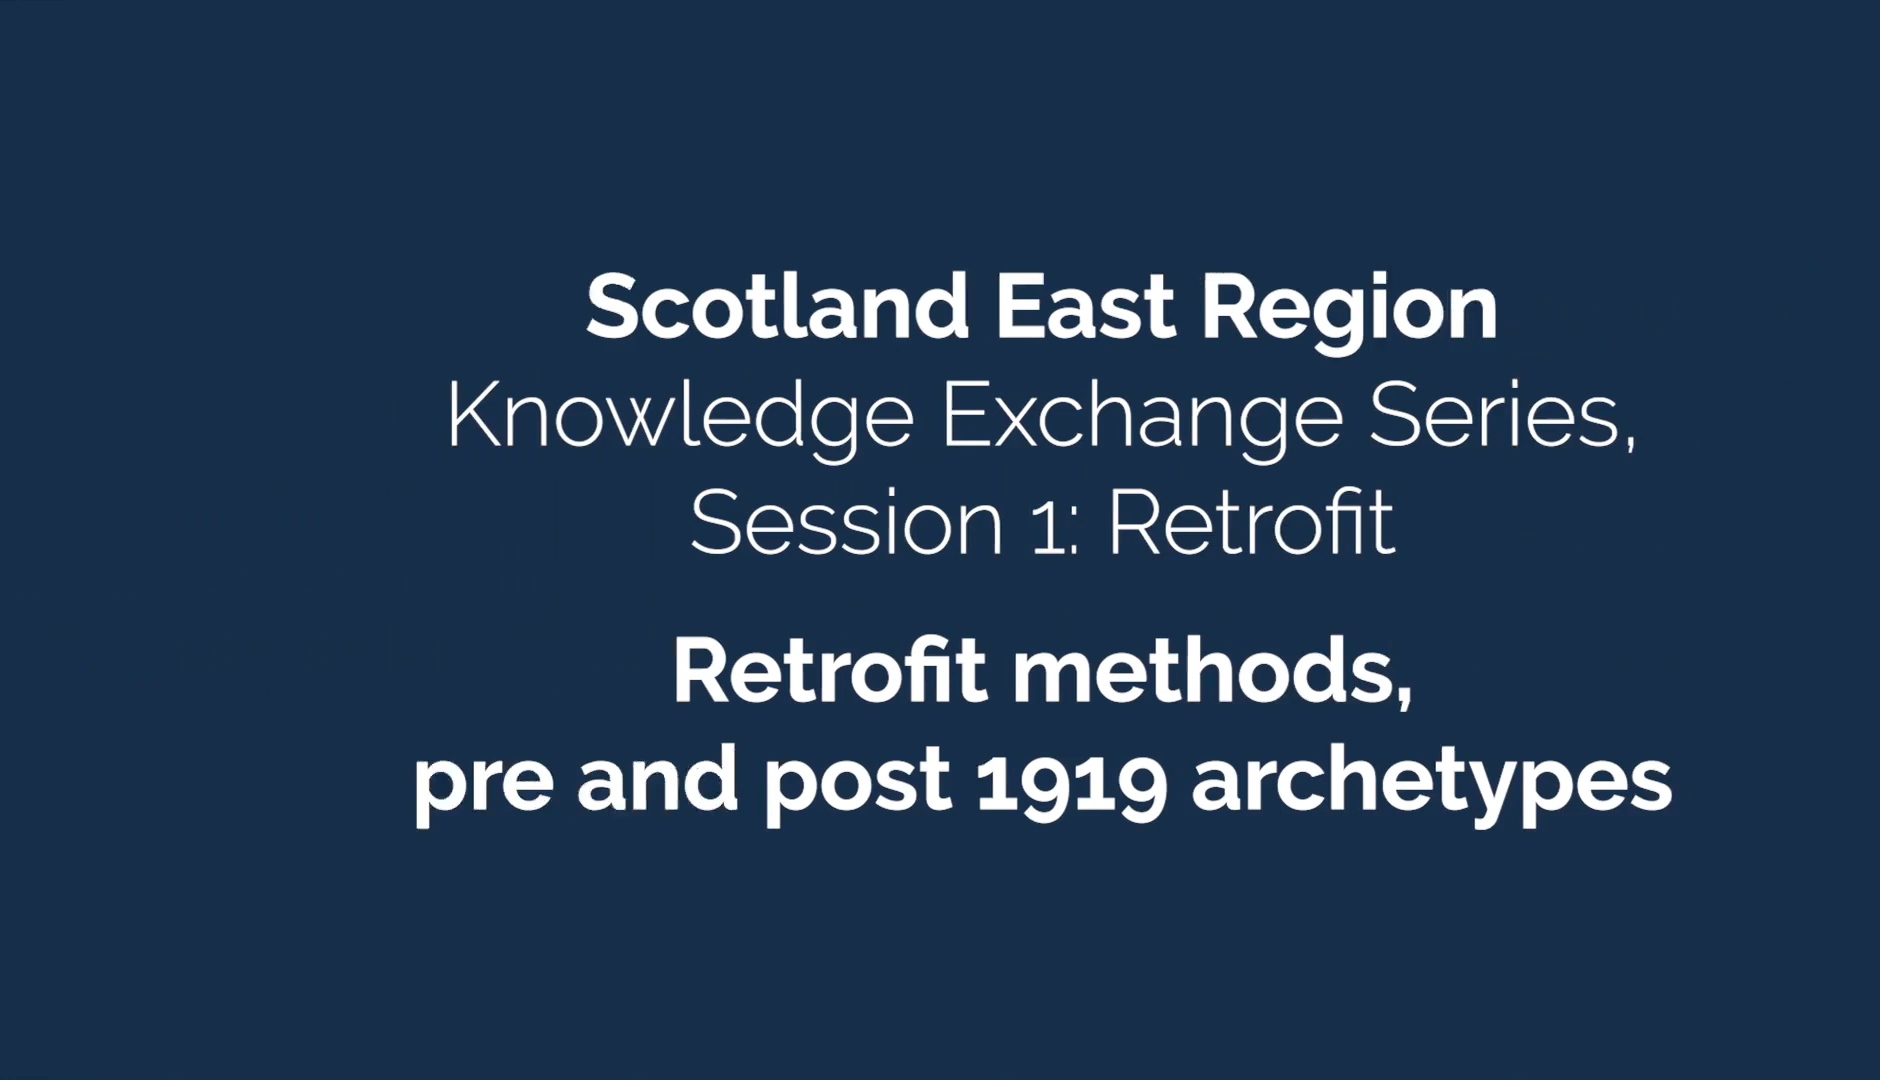 Scotland East Region
Knowledge Exchange Series,
Session 1: Retrofit
Retrofit methods,
pre and post 1919 archetypes